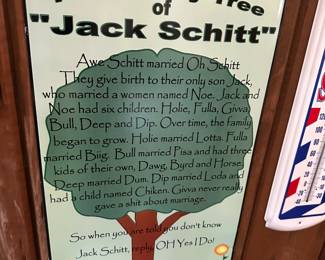 Tree
of
"Jack Schitt"
Awe Schitt married Oh Schitt
They give birth to their only son Jack,
who married a women named Noe. Jack and
Noe had six children. Holie, Fulla, Givva,
Bull, Deep and Dip. Over time, the family
began to grow. Holie married Lotta. Fulla
married Biig. Bull married Pisa and had three
kids of their own, Dawg, Byrd and Horse.
Deep married Dum. Dip married Loda and
had a child named Chiken. Givva never really
gave a shit about marriage.
So when you are told you don't know
Jack Schitt, reply, OH Yes I Do!